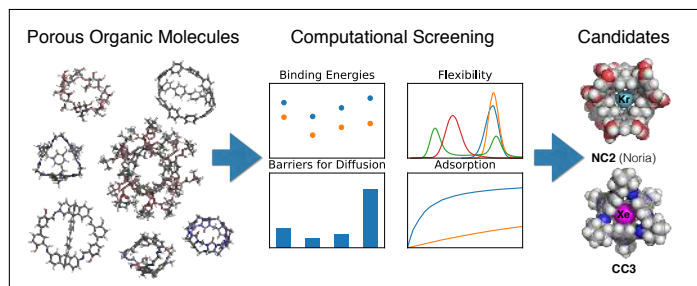 Porous Organic Molecules
Computational Screening
Candidates
Binding Energies
Flexibility
Barriers for Diffusion
Adsorption
Kr
NC2 (Noria)
Xe
CC3